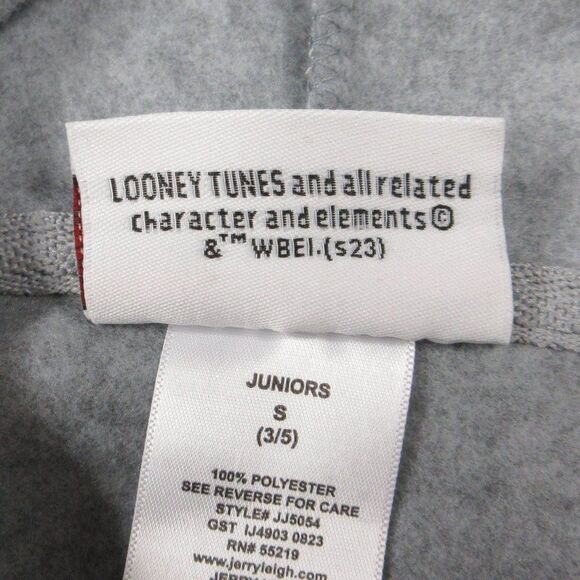 LOONEY TUNES and all related
character and elements©
&™ WBEI.(s23)
JUNIORS
S
(3/5)
100% POLYESTER
SEE REVERSE FOR CARE
STYLE# JJ5054
GST IJ4903 0823
RN# 55219
www.jerryleigh.com